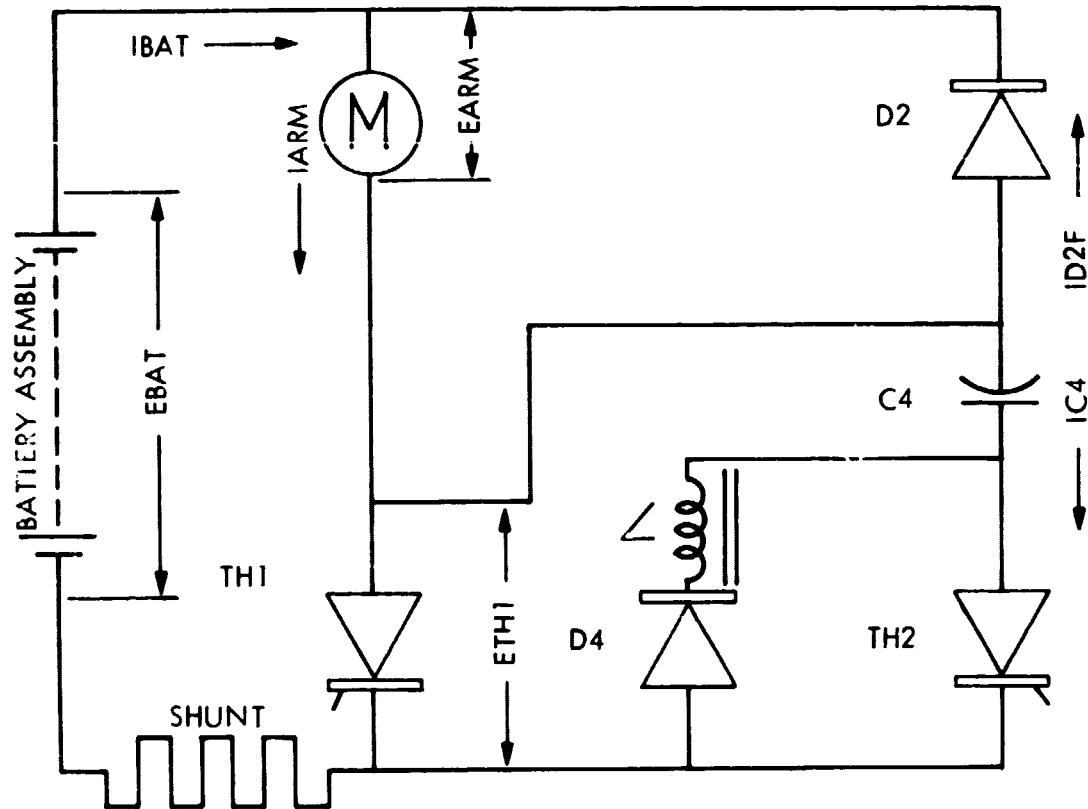 IBAT
M
IARM
EARM
D2
ID2F
BATTERY ASSEMBLY
EBAT
C4
IC4
L
TH1
ETH1
D4
TH2
SHUNT